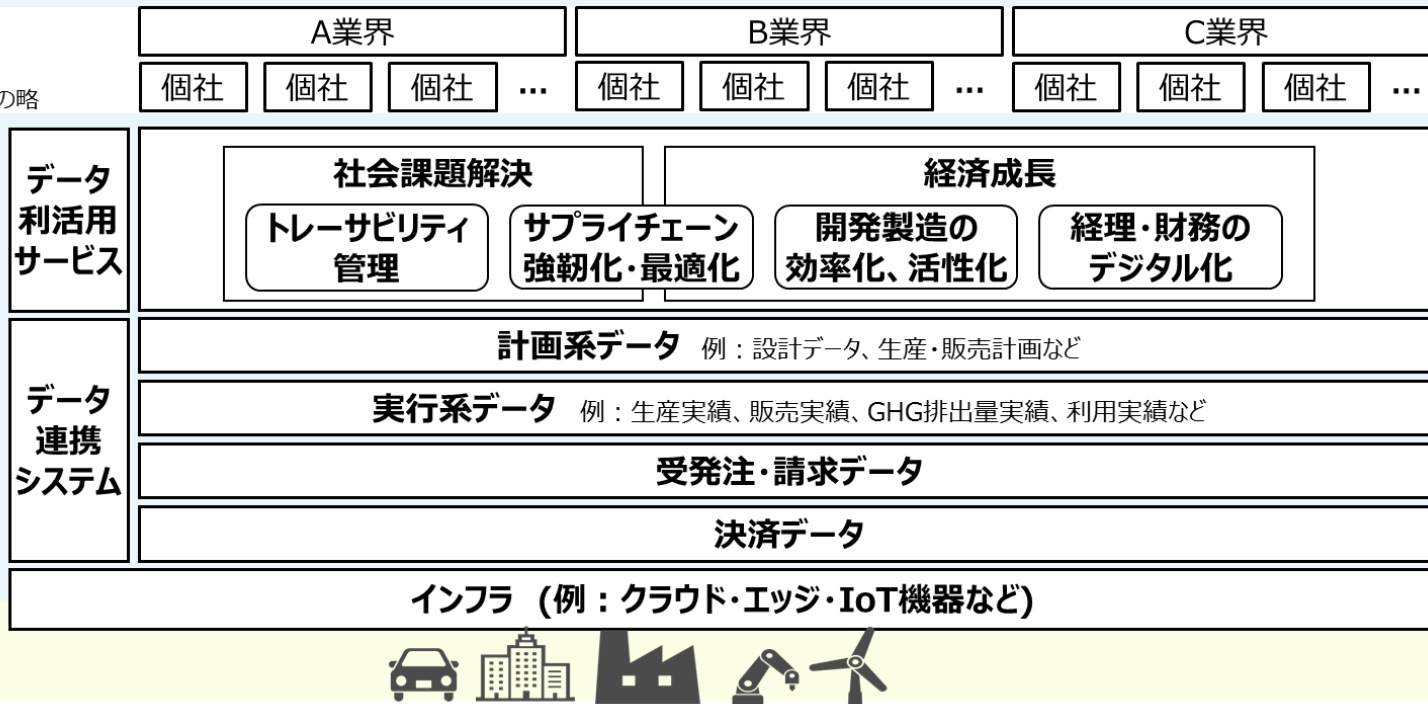 A業界
B業界
C業界
の略
個社
個社
個社
...
個社
個社
個社
...
個社
個社
個社
...
データ
利活用
サービス
社会課題解決
経済成長
トレーサビリティ
管理
サプライチェーン
強靭化・最適化
開発製造の
効率化、活性化
経理・財務の
デジタル化
データ
連携
システム
計画系データ 例：設計データ、生産・販売計画など
実行系データ 例：生産実績、販売実績、GHG排出量実績、利用実績など
受発注・請求データ
決済データ
インフラ (例：クラウド・エッジ・IoT機器など)